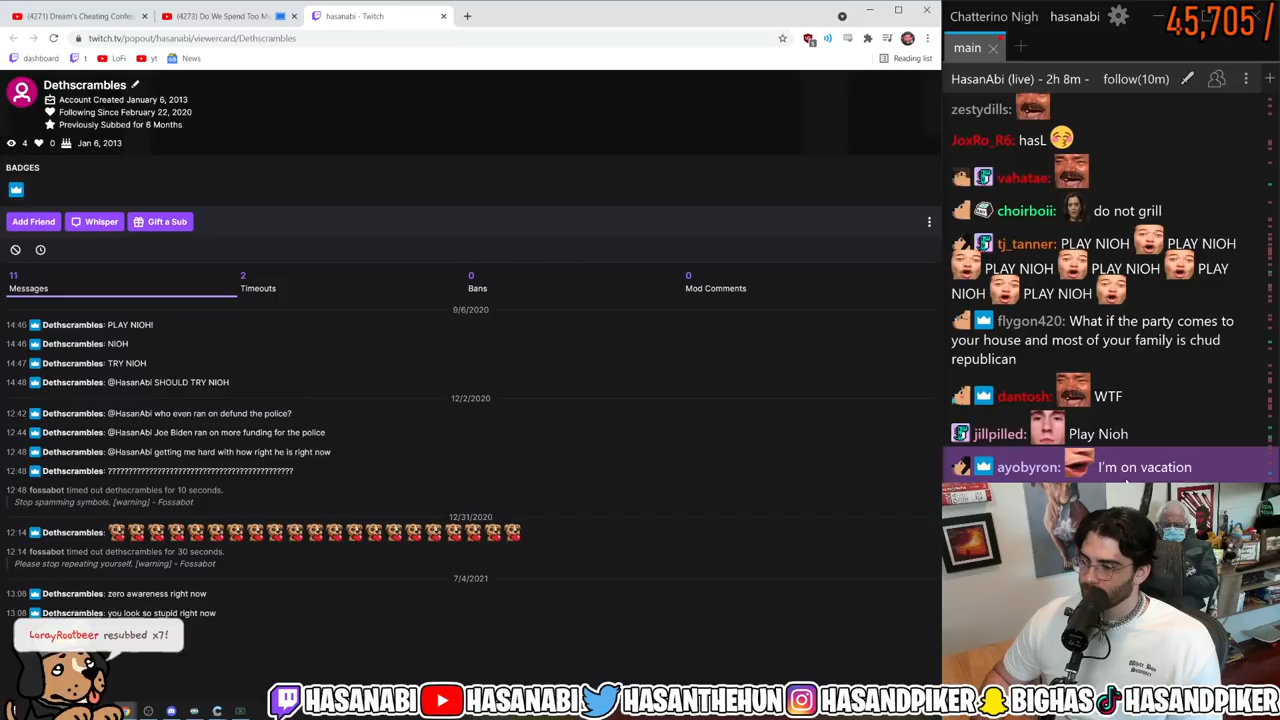 (4271) Dream's Cheating Confes
(4273) Do We Spend Too M
hasanabi - Twitch
twitch.tv/popout/hasanabi/viewercard/Dethscrambles
dashboard
t
LoFi
yt
News
Reading list
Dethscrambles
Account Created January 6, 2013
Following Since February 22, 2020
Previously Subbed for 6 Months
4
0
Jan 6, 2013
BADGES
Add Friend
Whisper
Gift a Sub
11
2
0
0
Messages
Timeouts
Bans
Mod Comments
9/6/2020
14:46 Dethscrambles: PLAY NIOH!
14:46 Dethscrambles: NIOH
14:47 Dethscrambles: TRY NIOH
14:48 Dethscrambles: @HasanAbi SHOULD TRY NIOH
12/2/2020
12:42 Dethscrambles: @HasanAbi who even ran on defund the police?
12:44 Dethscrambles: @HasanAbi Joe Biden ran on more funding for the police
12:48 Dethscrambles: @HasanAbi getting me hard with how right he is right now
12:48 Dethscrambles: ?????????????????????????????????????????????
12:48 fossabot timed out dethscrambles for 10 seconds.
Stop spamming symbols. [warning] - Fossabot
12/31/2020
12:14 Dethscrambles:
12:14 fossabot timed out dethscrambles for 30 seconds.
Please stop repeating yourself. [warning] - Fossabot
7/4/2021
13:08 Dethscrambles: zero awareness right now
13:08 Dethscrambles: you look so stupid right now
LorayRootbeer resubbed x7!
Chatterino Nigh
hasanabi
45,705 /
main
HasanAbi (live) - 2h 8m -
follow(10m)
zestydills:
JoxRo_R6: hasL
vahatae:
choirboii: do not grill
tj_tanner: PLAY NIOH PLAY NIOH
PLAY NIOH PLAY NIOH PLAY
NIOH PLAY NIOH
flygon420: What if the party comes to
your house and most of your family is chud
republican
dantosh: WTF
jillpilled: Play Nioh
ayobyron: I'm on vacation
HASANABI
HASANABI
HASANTHEHUN
HASANDPIKER
BIGHAS
HASANDPIKER